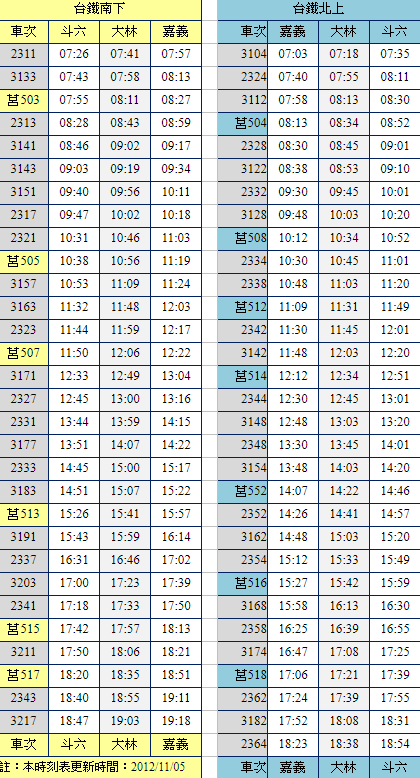 台鐵南下 台鐵北上
車次 斗六 大林 嘉義 車次 嘉義 大林 斗六
2311 07:26 07:41 07:57 3104 07:03 07:18 07:35
3133 07:43 07:58 08:13 2324 07:40 07:55 08:11
莒503 07:55 08:11 08:27 3112 07:58 08:13 08:30
2313 08:28 08:43 08:59 莒504 08:13 08:34 08:52
3141 08:46 09:02 09:17 2328 08:30 08:45 09:01
3143 09:03 09:19 09:34 3122 08:38 08:53 09:10
3151 09:40 09:56 10:11 2332 09:30 09:45 10:01
2317 09:47 10:02 10:18 3128 09:48 10:03 10:20
2321 10:31 10:46 11:03 莒508 10:12 10:34 10:52
莒505 10:38 10:56 11:19 2334 10:30 10:45 11:01
3157 10:53 11:09 11:24 2338 10:48 11:03 11:20
3163 11:32 11:48 12:03 莒512 11:09 11:31 11:49
2323 11:44 11:59 12:17 2342 11:30 11:45 12:01
莒507 11:50 12:06 12:22 3142 11:48 12:03 12:20
3171 12:33 12:49 13:04 莒514 12:12 12:34 12:51
2327 12:45 13:00 13:16 2344 12:30 12:45 13:01
2331 13:44 13:59 14:15 3148 12:48 13:03 13:20
3177 13:51 14:07 14:22 2348 13:30 13:45 14:01
2333 14:45 15:00 15:17 3154 13:48 14:03 14:20
3183 14:51 15:07 15:22 莒552 14:07 14:22 14:46
莒513 15:26 15:41 15:57 2352 14:26 14:41 14:57
3191 15:43 15:59 16:14 3162 14:48 15:03 15:20
2337 16:31 16:46 17:02 2354 15:12 15:33 15:49
3203 17:00 17:23 17:39 莒516 15:27 15:42 15:59
2341 17:18 17:33 17:50 3168 15:58 16:13 16:30
莒515 17:42 17:57 18:13 2358 16:25 16:39 16:55
3211 17:50 18:06 18:21 3174 16:47 17:08 17:25
莒517 18:20 18:35 18:51 莒518 17:06 17:21 17:39
2343 18:40 18:55 19:11 2362 17:24 17:39 17:55
3217 18:47 19:03 19:18 3182 17:52 18:08 18:31
車次 斗六 大林 嘉義 2364 18:23 18:38 18:54
註：本時刻表更新時間：2012/11/05 車次 嘉義 大林 斗六